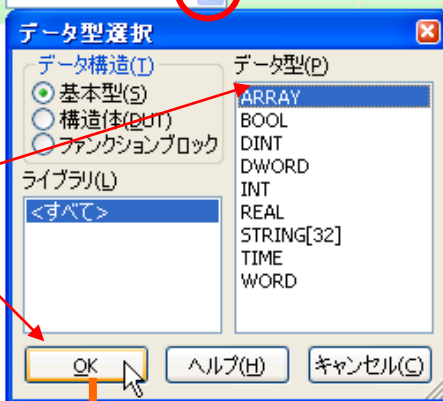 データ型選択
データ構造(T)
基本型(S)
構造体(DUT)
ファンクションブロック
ライブラリ(L)
<すべて>
データ型(P)
ARRAY
BOOL
DINT
DWORD
INT
REAL
STRING[32]
TIME
WORD
OK
ヘルプ(H)
キャンセル(C)